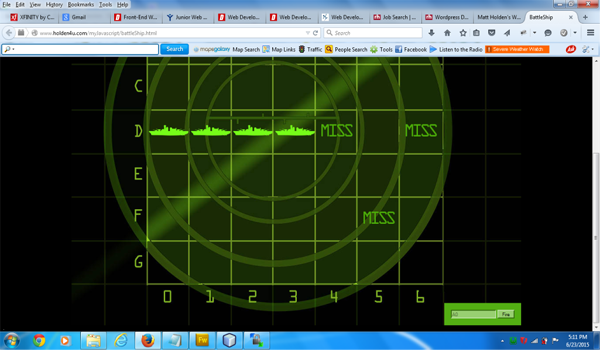 File Edit View History Bookmarks Tools Help
XFINITY by C... Gmail Front-End W... Junior Web ... Web Develo... Web Develo... Web Develo... Job Search | ... Wordpress D... Matt Holden's W... BattleShip
www.holden4u.com/myJavascript/battleShip.html Search
Search mapsgalaxy Map Search Map Links Traffic People Search Tools Facebook Listen to the Radio Severe Weather Watch
C
D MISS MISS
E
F MISS
G
0 1 2 3 4 5 6
A0 Fire
Fw
5:11 PM
6/23/2015